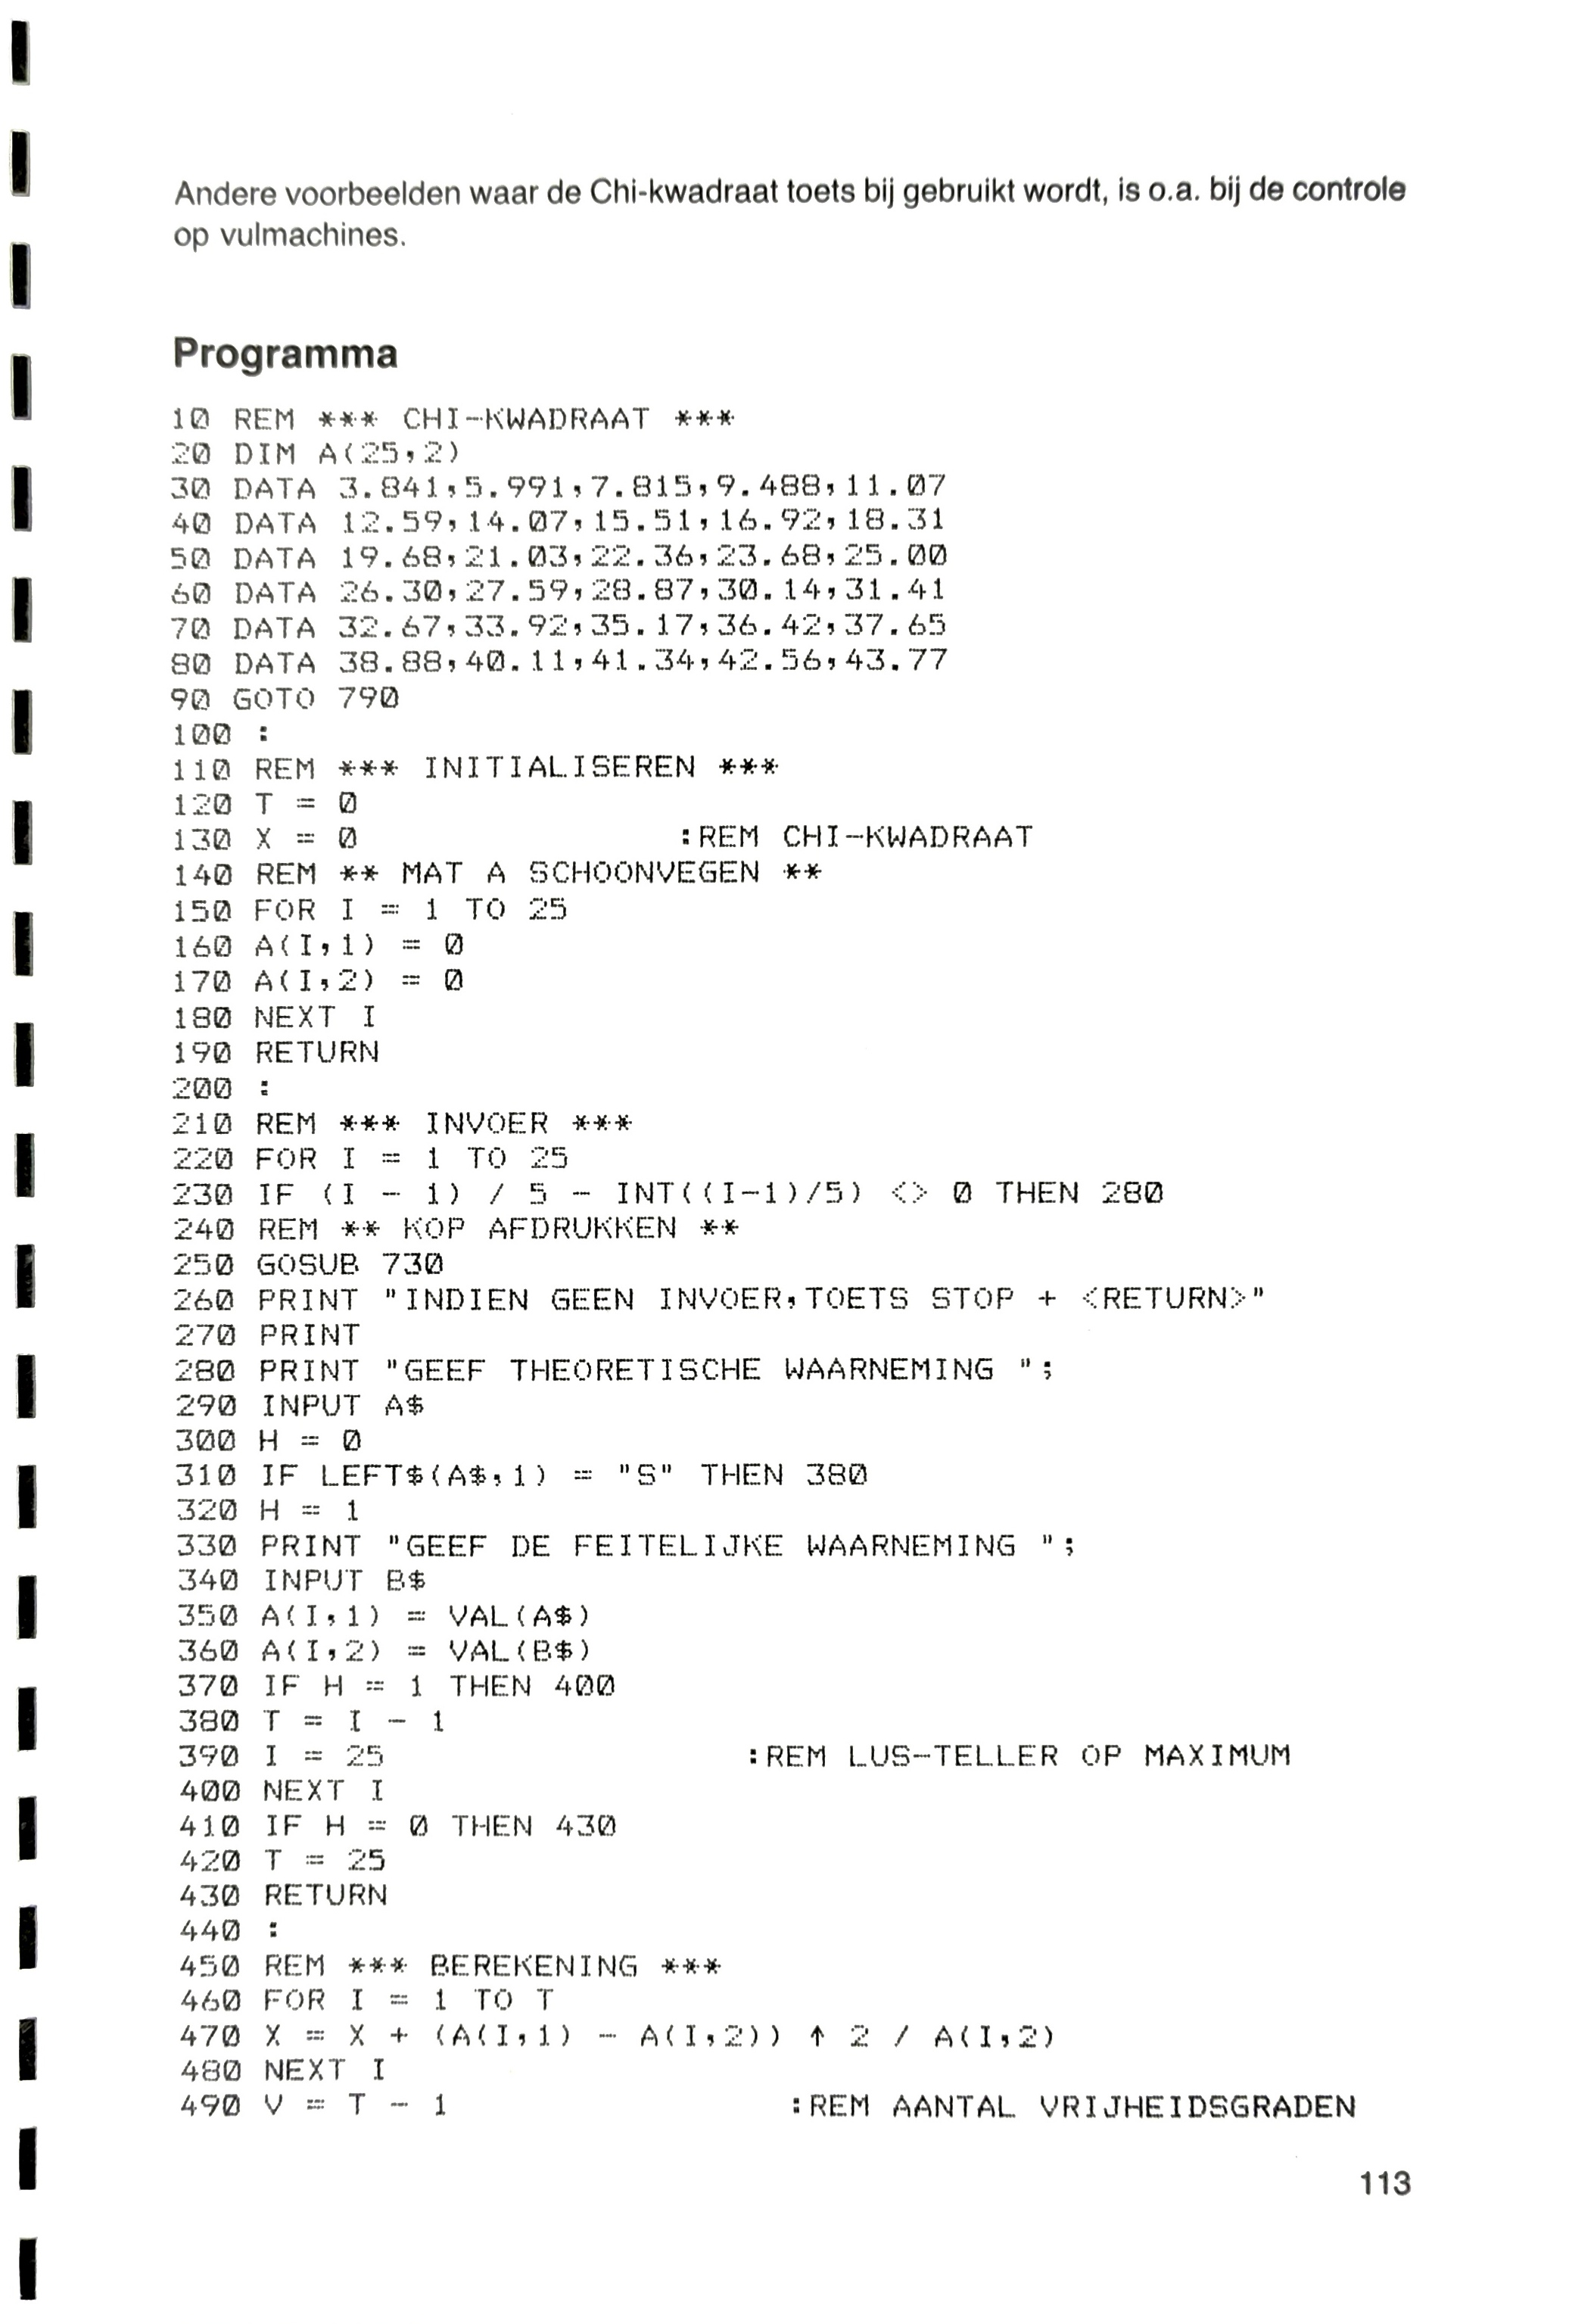 Andere voorbeelden waar de Chi-kwadraat toets bij gebruikt wordt, is o.a. bij de controle
op vulmachines.
Programma
10 REM *** CHI-KWADRAAT ***
20 DIM A(25,2)
30 DATA 3.841,5.991,7.815,9.488,11.07
40 DATA 12.59,14.07,15.51,16.92,18.31
50 DATA 19.68,21.03,22.36,23.68,25.00
60 DATA 26.30,27.59,28.87,30.14,31.41
70 DATA 32.67,33.92,35.17,36.42,37.65
80 DATA 38.88,40.11,41.34,42.56,43.77
90 GOTO 790
100 :
110 REM *** INITIALISEREN ***
120 T = 0
130 X = 0 :REM CHI-KWADRAAT
140 REM ** MAT A SCHOONVEGEN **
150 FOR I = 1 TO 25
160 A(I,1) = 0
170 A(I,2) = 0
180 NEXT I
190 RETURN
200 :
210 REM *** INVOER ***
220 FOR I = 1 TO 25
230 IF (I - 1) / 5 - INT((I-1)/5) <> 0 THEN 280
240 REM ** KOP AFDRUKKEN **
250 GOSUB 730
260 PRINT "INDIEN GEEN INVOER,TOETS STOP + <RETURN>"
270 PRINT
280 PRINT "GEEF THEORETISCHE WAARNEMING ";
290 INPUT A$
300 H = 0
310 IF LEFT$(A$,1) = "S" THEN 380
320 H = 1
330 PRINT "GEEF DE FEITELIJKE WAARNEMING ";
340 INPUT B$
350 A(I,1) = VAL(A$)
360 A(I,2) = VAL(B$)
370 IF H = 1 THEN 400
380 T = I - 1
390 I = 25 :REM LUS-TELLER OP MAXIMUM
400 NEXT I
410 IF H = 0 THEN 430
420 T = 25
430 RETURN
440 :
450 REM *** BEREKENING ***
460 FOR I = 1 TO T
470 X = X + (A(I,1) - A(I,2)) ↑ 2 / A(I,2)
480 NEXT I
490 V = T - 1 :REM AANTAL VRIJHEIDSGRADEN
113